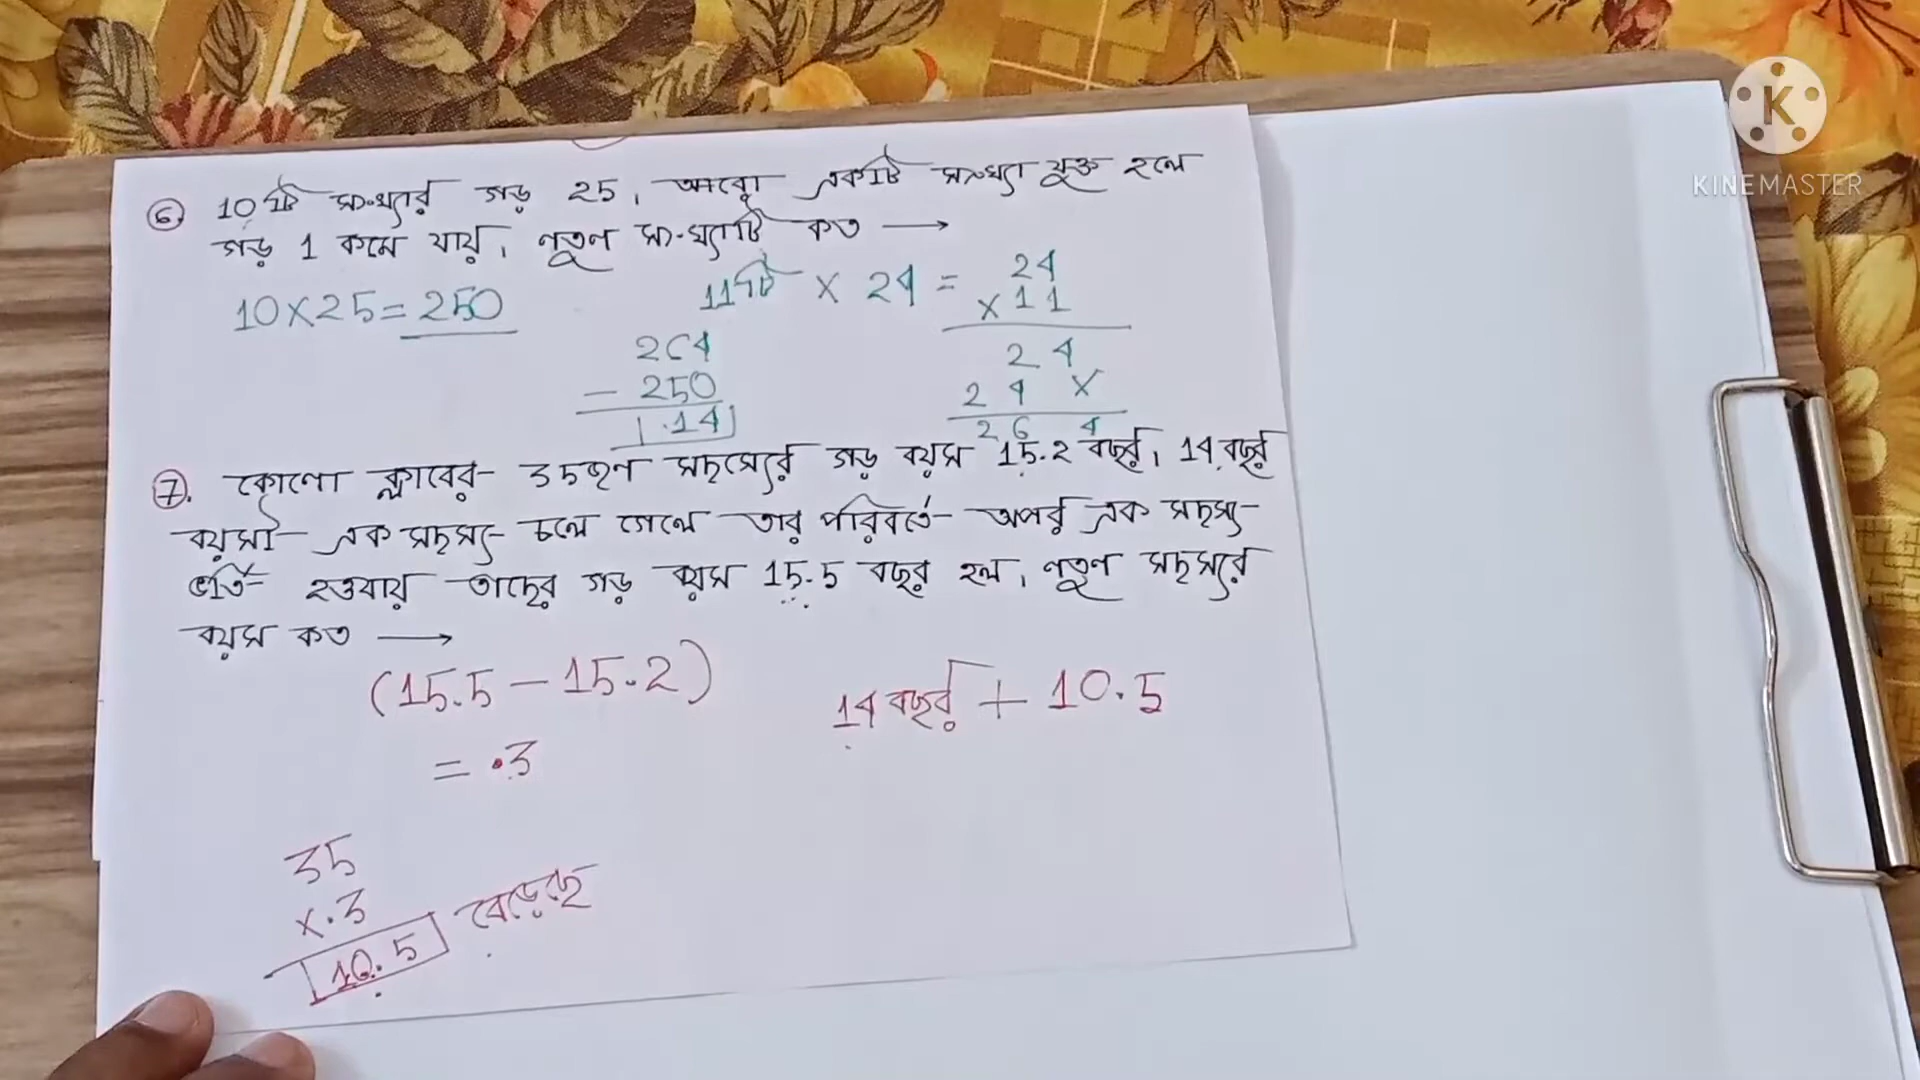 KINEMASTER
⑥ 10টি সংখ্যার গড় 25, আরো একটি সংখ্যা যুক্ত হলে
গড় 1 কমে যায়। নতুন সংখ্যাটি কত →
10×25=250
11টি × 24 =
24
×11
24
24×
264
264
- 250
14
⑦. কোনো ক্লাবের 35জন সদস্যের গড় বয়স 15.2 বছর। 14 বছর
বয়সী এক সদস্য চলে গেলে তার পরিবর্তে অপর এক সদস্য
ভর্তি হওয়ায় তাদের গড় বয়স 15.5 বছর হল। নতুন সদস্যের
বয়স কত →
(15.5 - 15.2)
= .3
14 বছর + 10.5
35
×.3
10.5 বেড়েছে